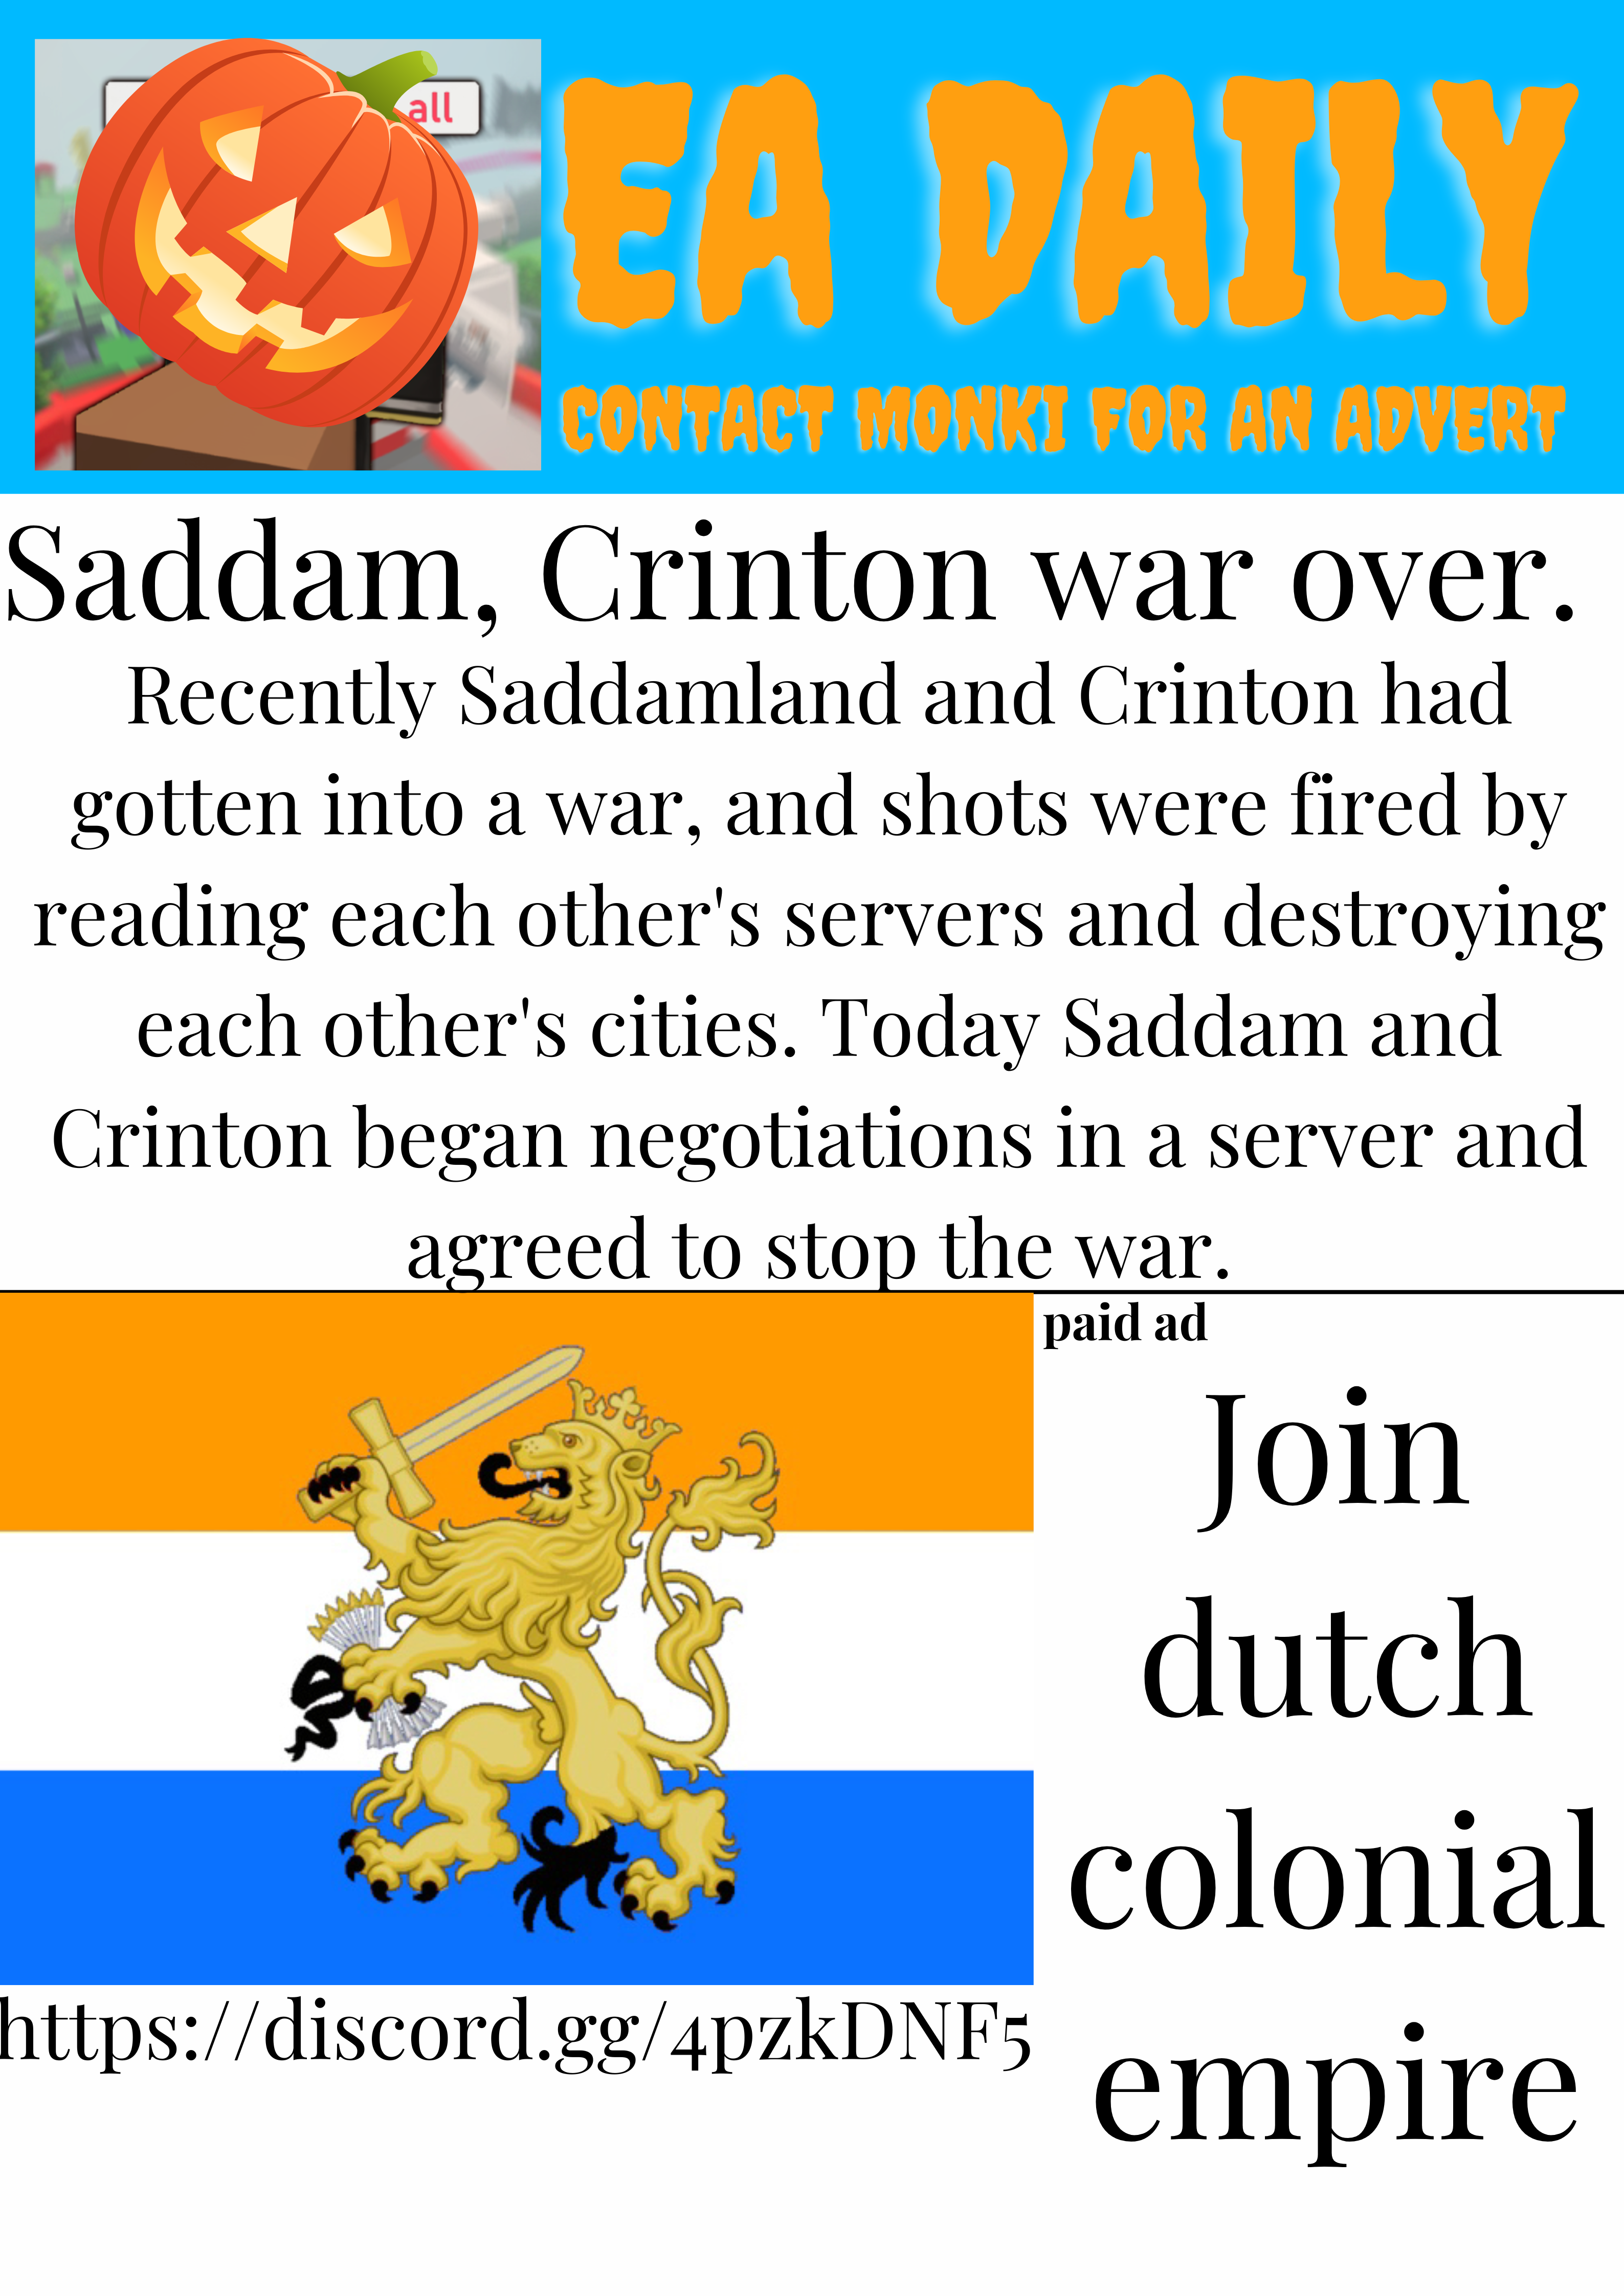 all
EA DAILY
CONTACT MONKI FOR AN ADVERT
Saddam, Crinton war over.
Recently Saddamland and Crinton had
gotten into a war, and shots were fired by
reading each other's servers and destroying
each other's cities. Today Saddam and
Crinton began negotiations in a server and
agreed to stop the war.
paid ad
Join
dutch
colonial
empire
https://discord.gg/4pzkDNF5